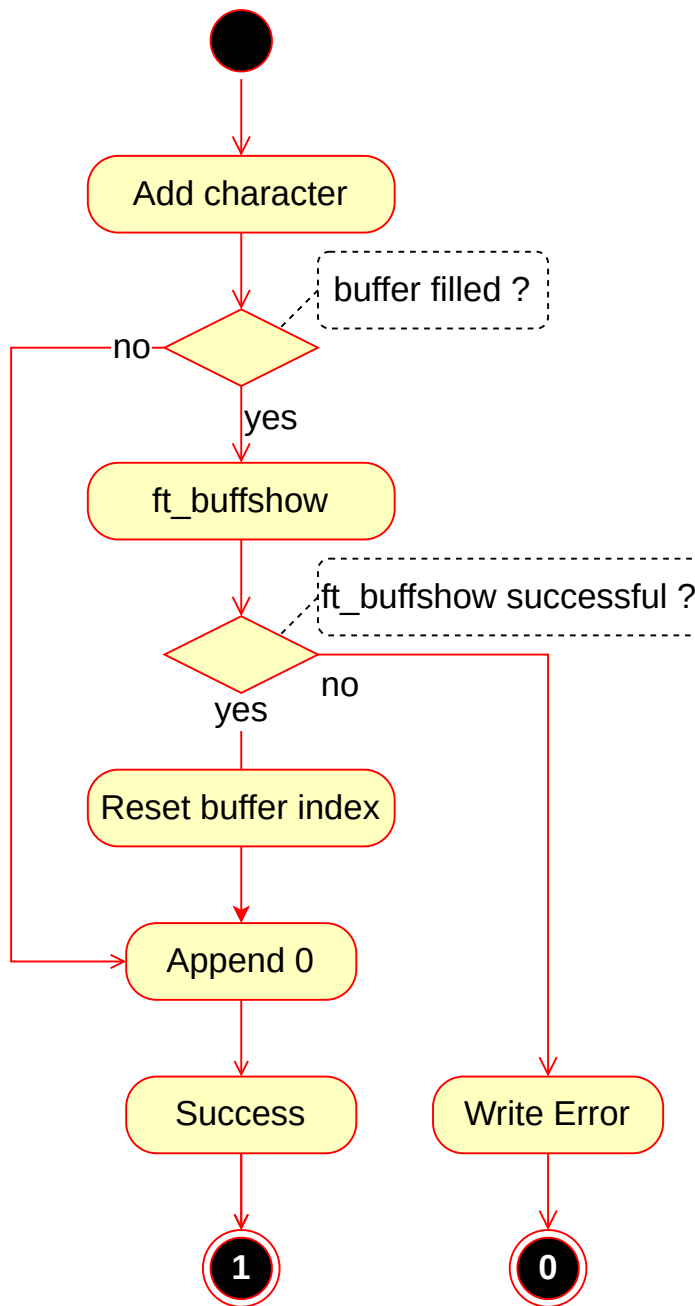 Add character
buffer filled ?
no
yes
ft_buffshow
ft_buffshow successful ?
no
yes
Reset buffer index
Append 0
Success
Write Error
1
0